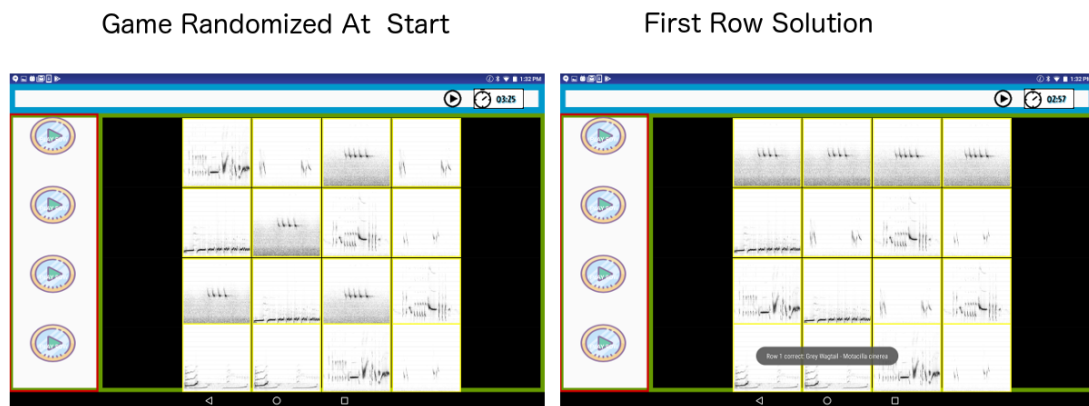 Game Randomized At Start
First Row Solution
1:32 PM
03:25
1:32 PM
02:57
Row 1 correct: Grey Wagtail - Motacilla cinerea